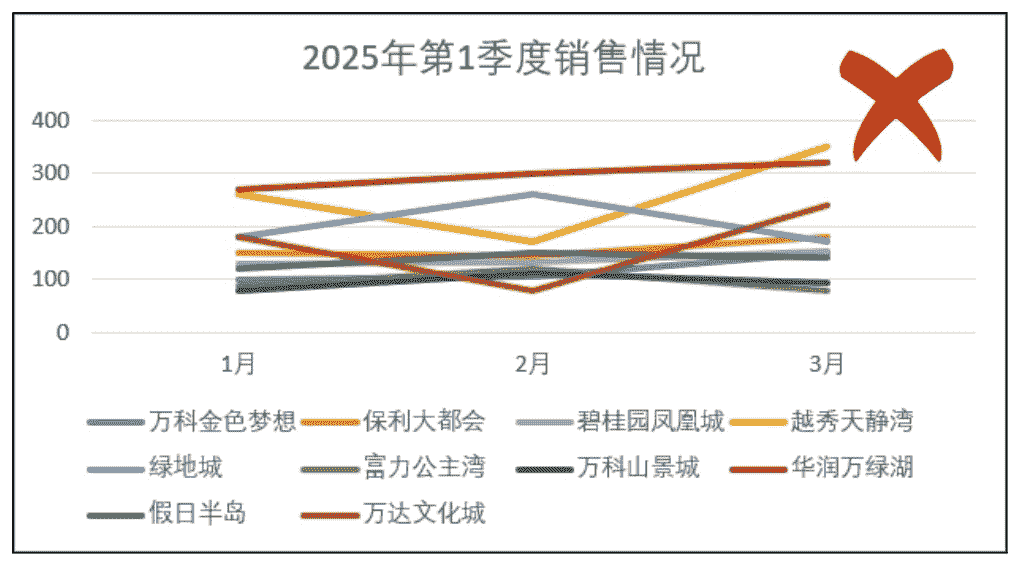 2025年第1季度销售情况
400
300
200
100
0
1月 2月 3月
万科金色梦想 保利大都会 碧桂园凤凰城 越秀天静湾
绿地城 富力公主湾 万科山景城 华润万绿湖
假日半岛 万达文化城